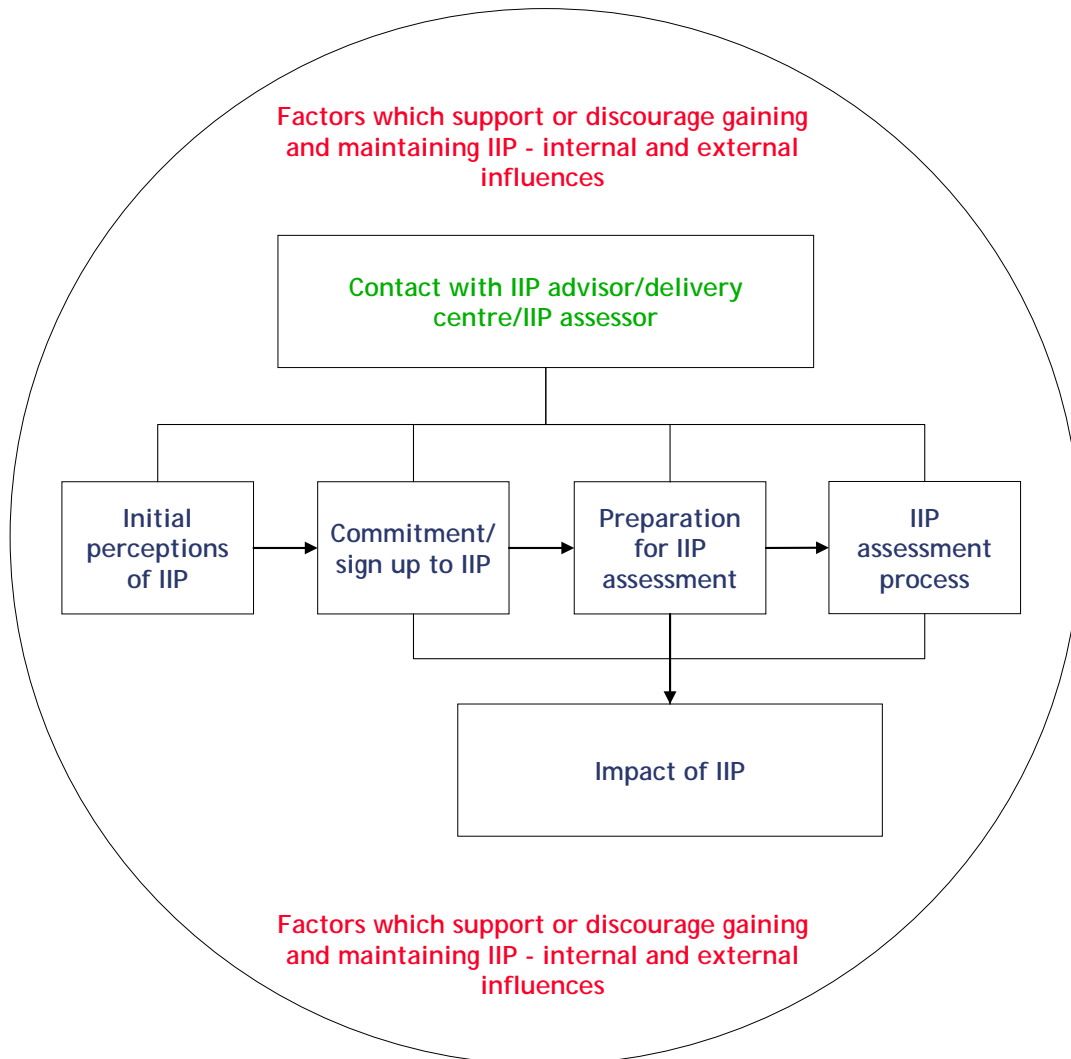 Factors which support or discourage gaining
and maintaining IIP - internal and external
influences
Contact with IIP advisor/delivery
centre/IIP assessor
Initial
perceptions
of IIP
Commitment/
sign up to IIP
Preparation
for IIP
assessment
IIP
assessment
process
Impact of IIP
Factors which support or discourage gaining
and maintaining IIP - internal and external
influences